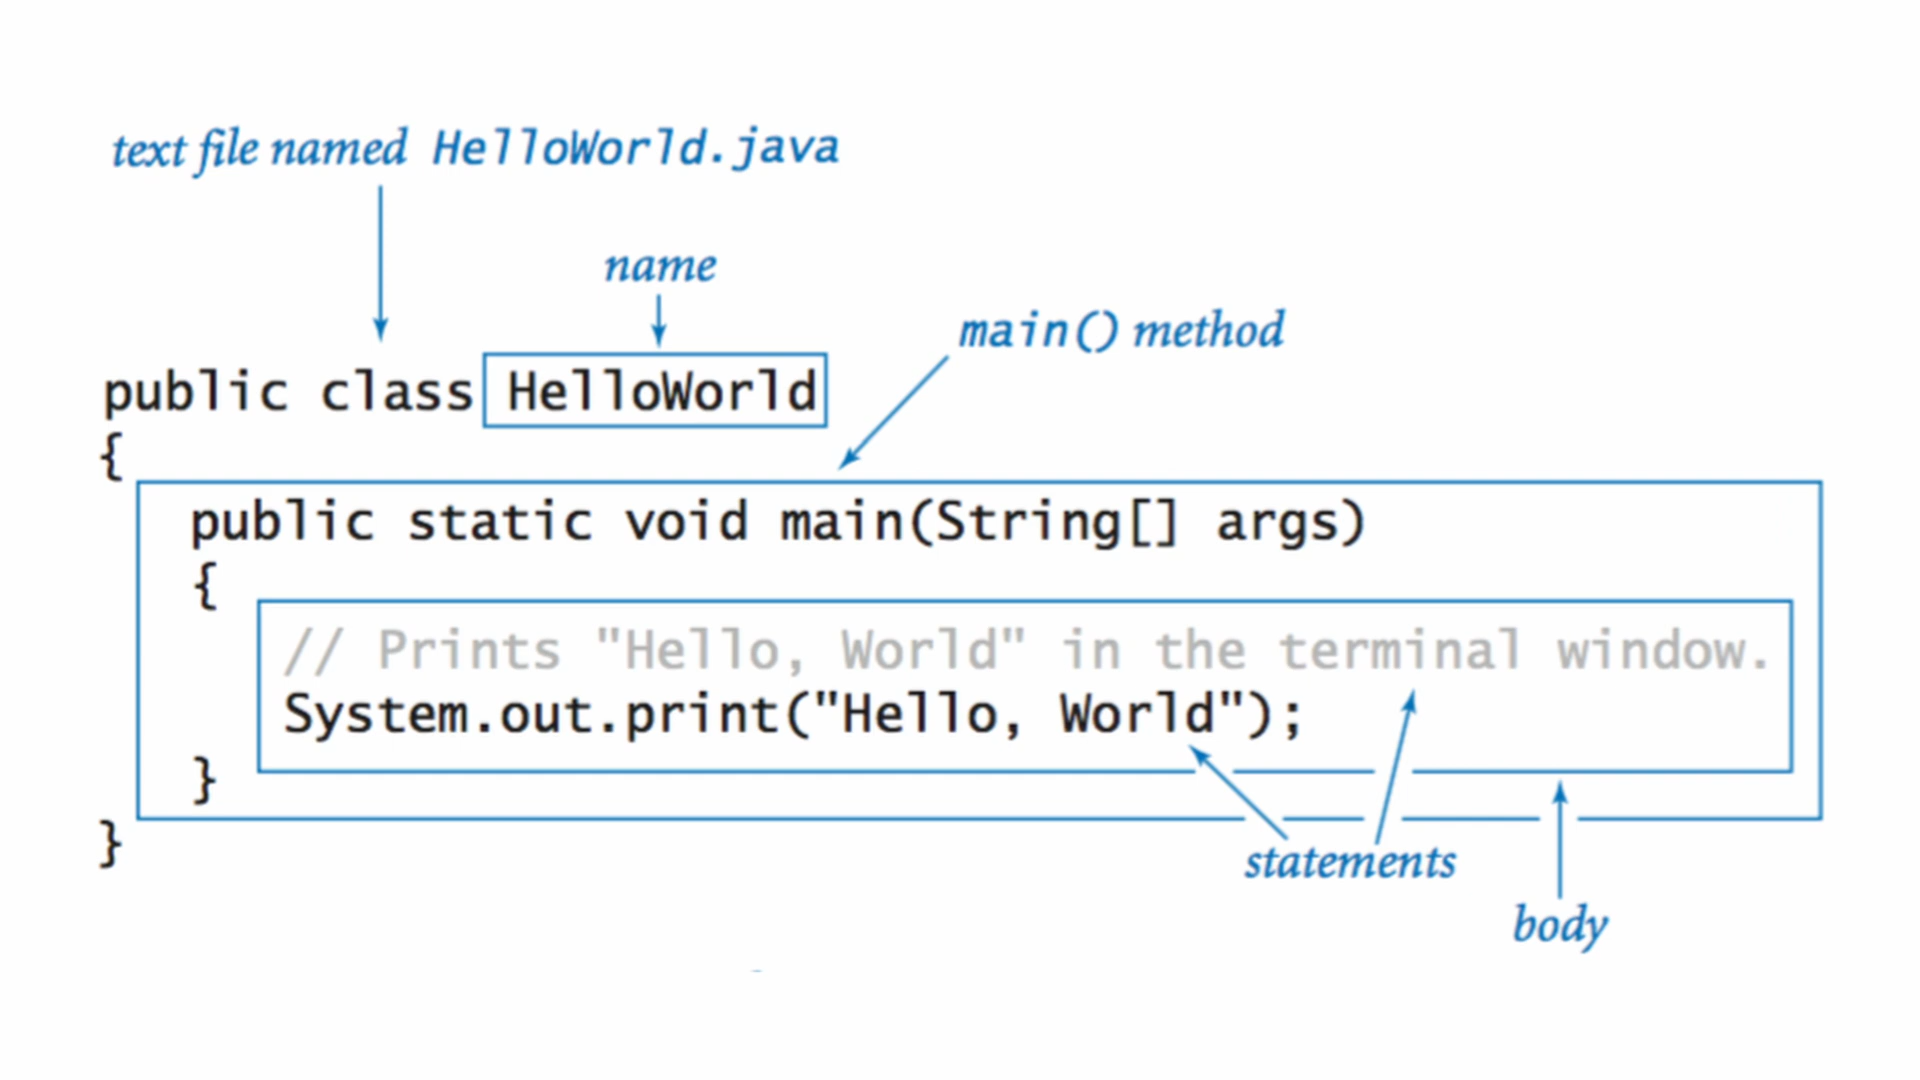 text file named HelloWorld.java
name
main() method
public class HelloWorld
{
public static void main(String[] args)
{
// Prints "Hello, World" in the terminal window.
System.out.print("Hello, World");
}
}
statements
body